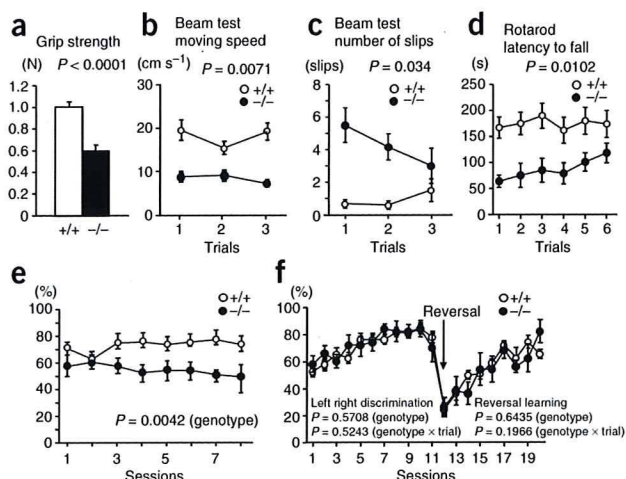 a
Grip strength
(N) P < 0.0001
1.2
1.0
0.8
0.6
0.4
0.2
0
+/+ −/−
b
Beam test
moving speed
(cm s⁻¹) P = 0.0071
+/+
−/−
30
20
10
0
1 2 3
Trials
c
Beam test
number of slips
(slips) P = 0.034
+/+
−/−
8
6
4
2
0
1 2 3
Trials
d
Rotarod
latency to fall
(s) P = 0.0102
+/+
−/−
250
200
150
100
50
0
1 2 3 4 5 6
Trials
e
(%)
+/+
−/−
100
80
60
40
20
0
P = 0.0042 (genotype)
1 3 5 7
Sessions
f
(%)
+/+
−/−
Reversal
100
80
60
40
20
0
Left right discrimination
P = 0.5708 (genotype)
P = 0.5243 (genotype × trial)
Reversal learning
P = 0.6435 (genotype)
P = 0.1966 (genotype × trial)
1 3 5 7 9 11 13 15 17 19
Sessions